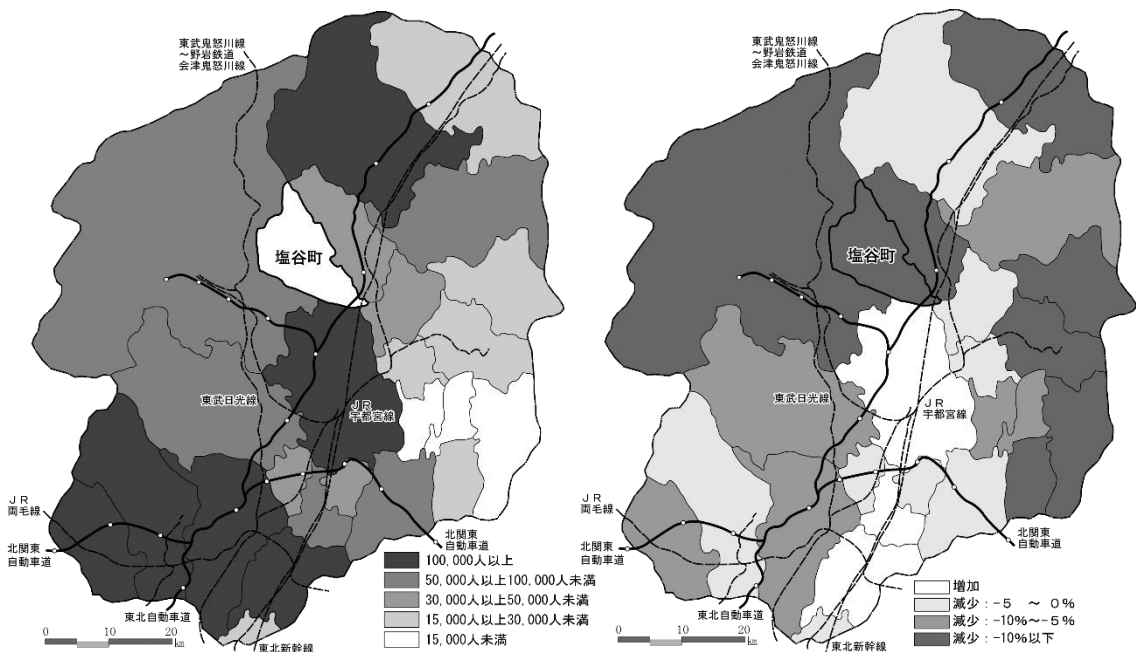 東武鬼怒川線
～野岩鉄道
会津鬼怒川線
塩谷町
東武日光線
ＪＲ
宇都宮線
ＪＲ
両毛線
北関東
自動車道
北関東
自動車道
東北自動車道
東北新幹線
0 10 20
km
100,000人以上
50,000人以上100,000人未満
30,000人以上50,000人未満
15,000人以上30,000人未満
15,000人未満
東武鬼怒川線
～野岩鉄道
会津鬼怒川線
塩谷町
東武日光線
ＪＲ
宇都宮線
ＪＲ
両毛線
北関東
自動車道
北関東
自動車道
東北自動車道
東北新幹線
0 10 20
km
増加
減少：-5 ～ 0％
減少：-10％～-5％
減少：-10％以下